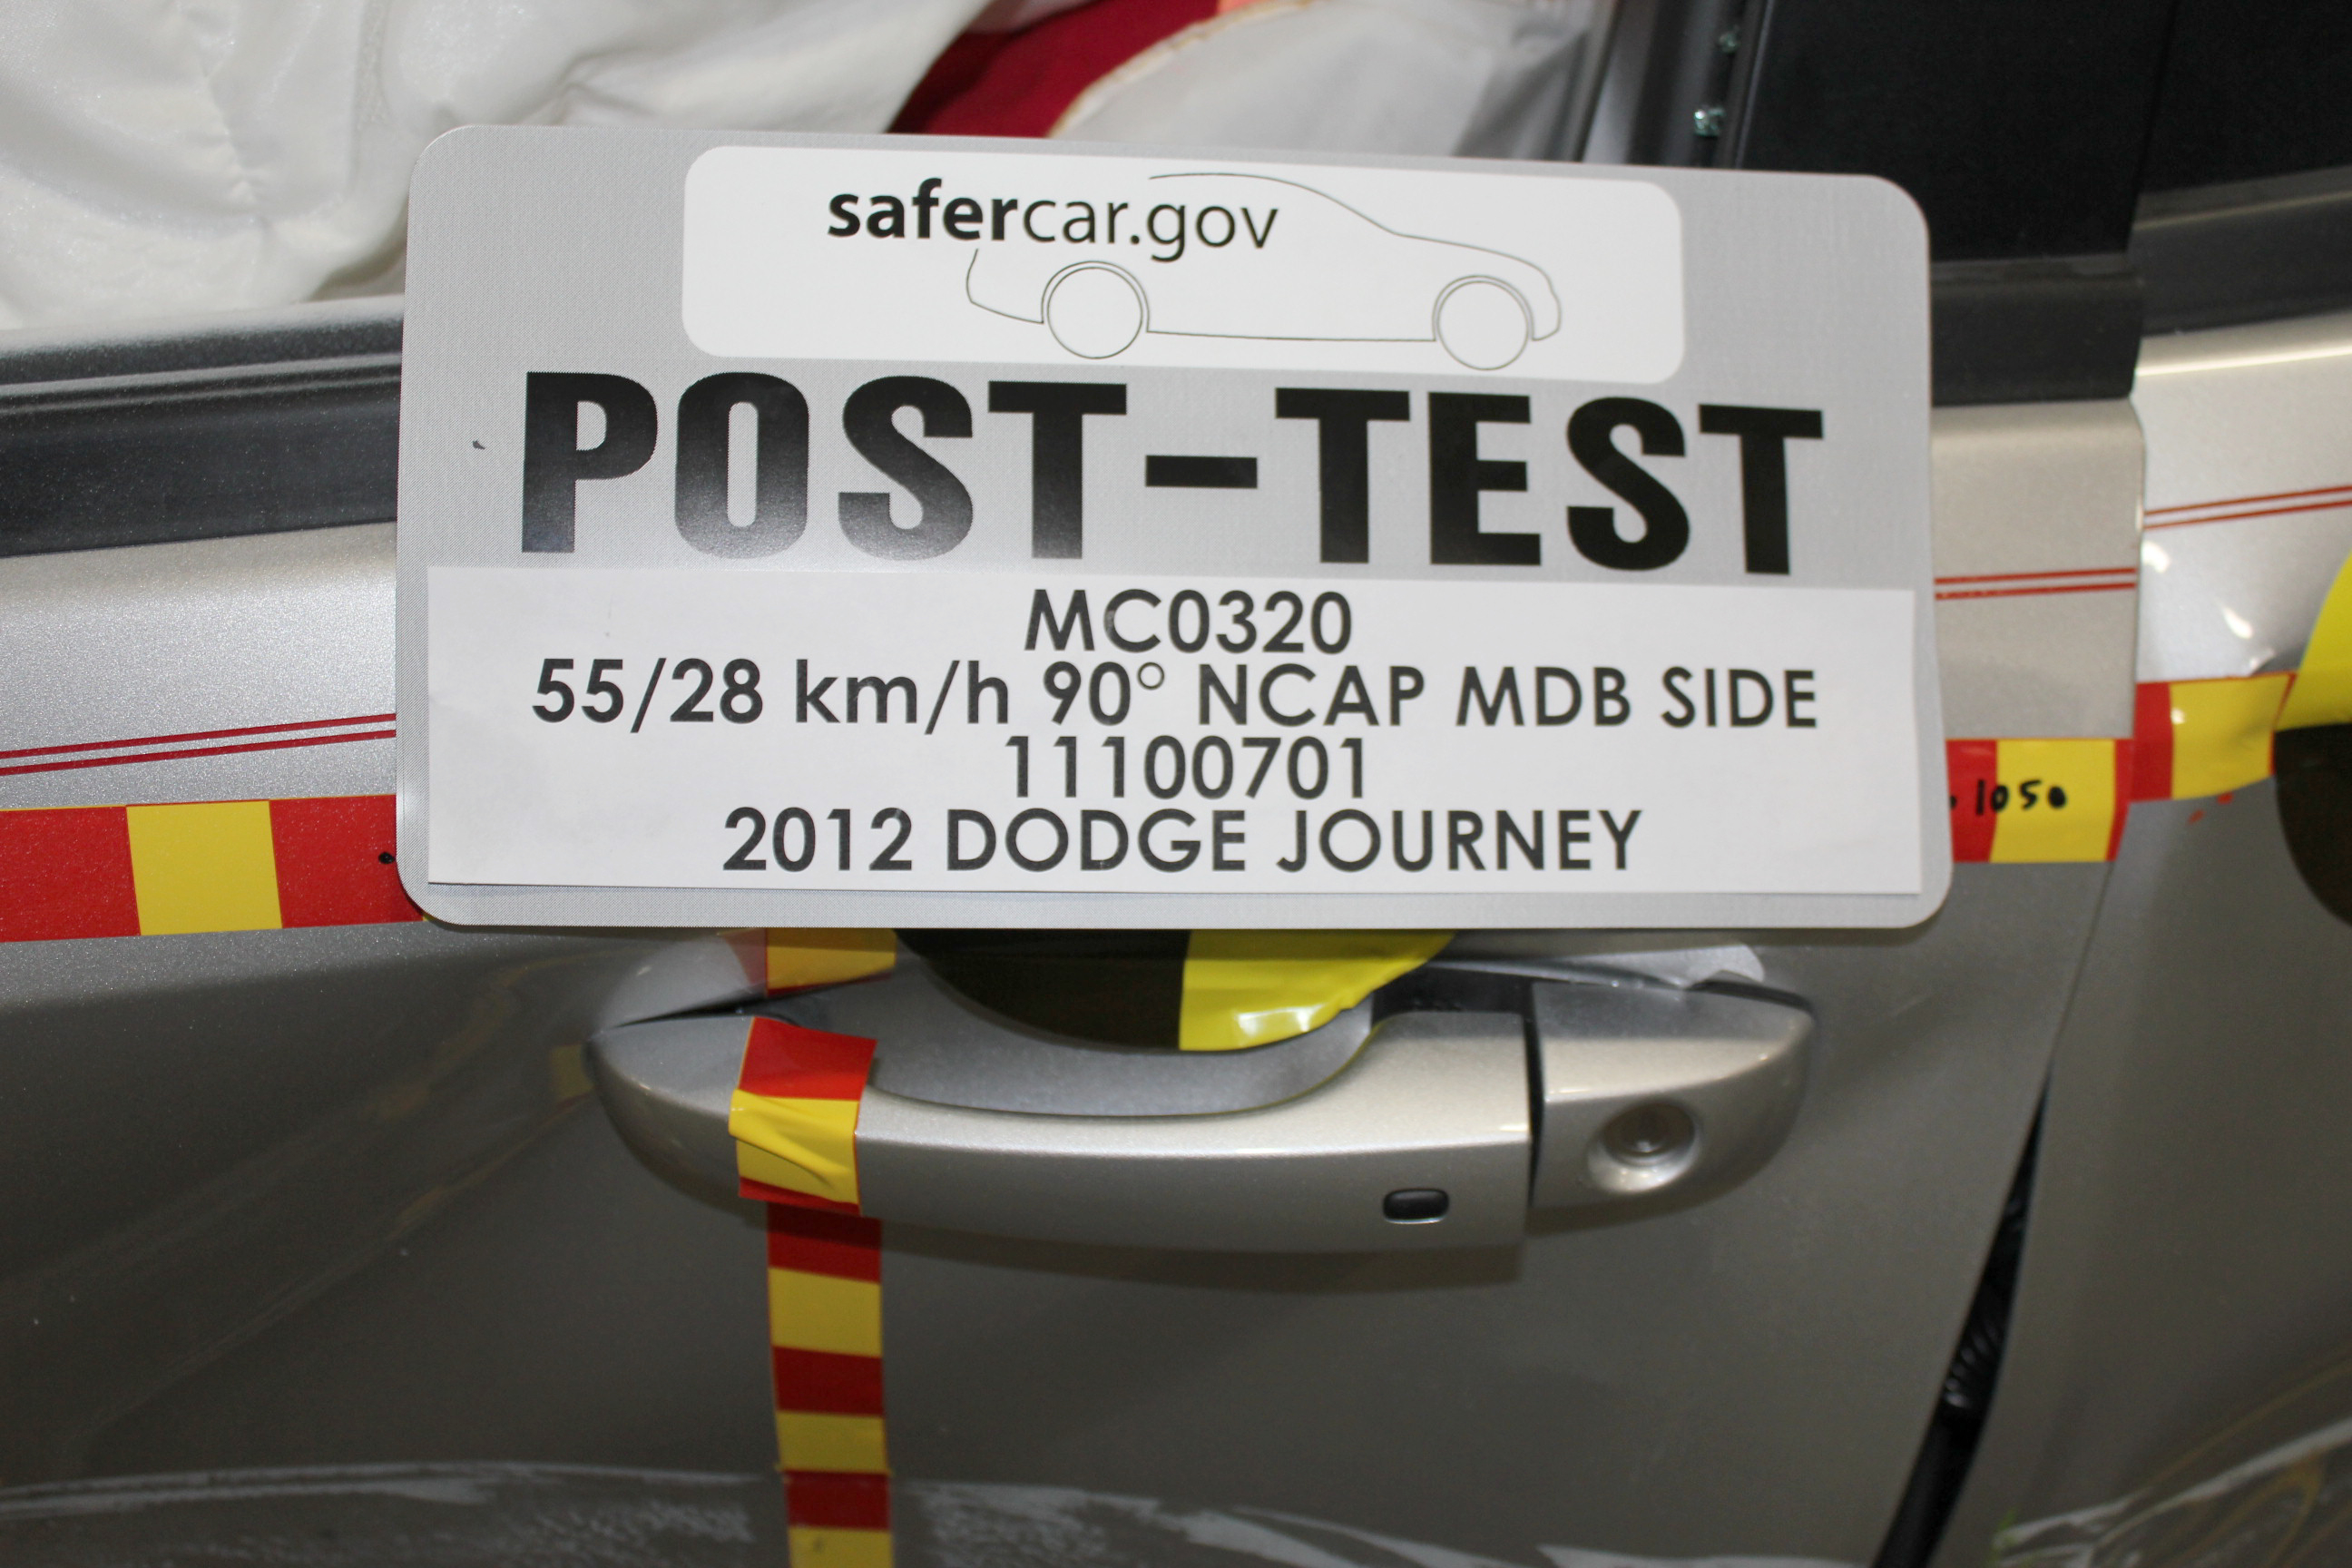 safercar.gov
POST-TEST
MC0320
55/28 km/h 90° NCAP MDB SIDE
11100701
2012 DODGE JOURNEY
1050